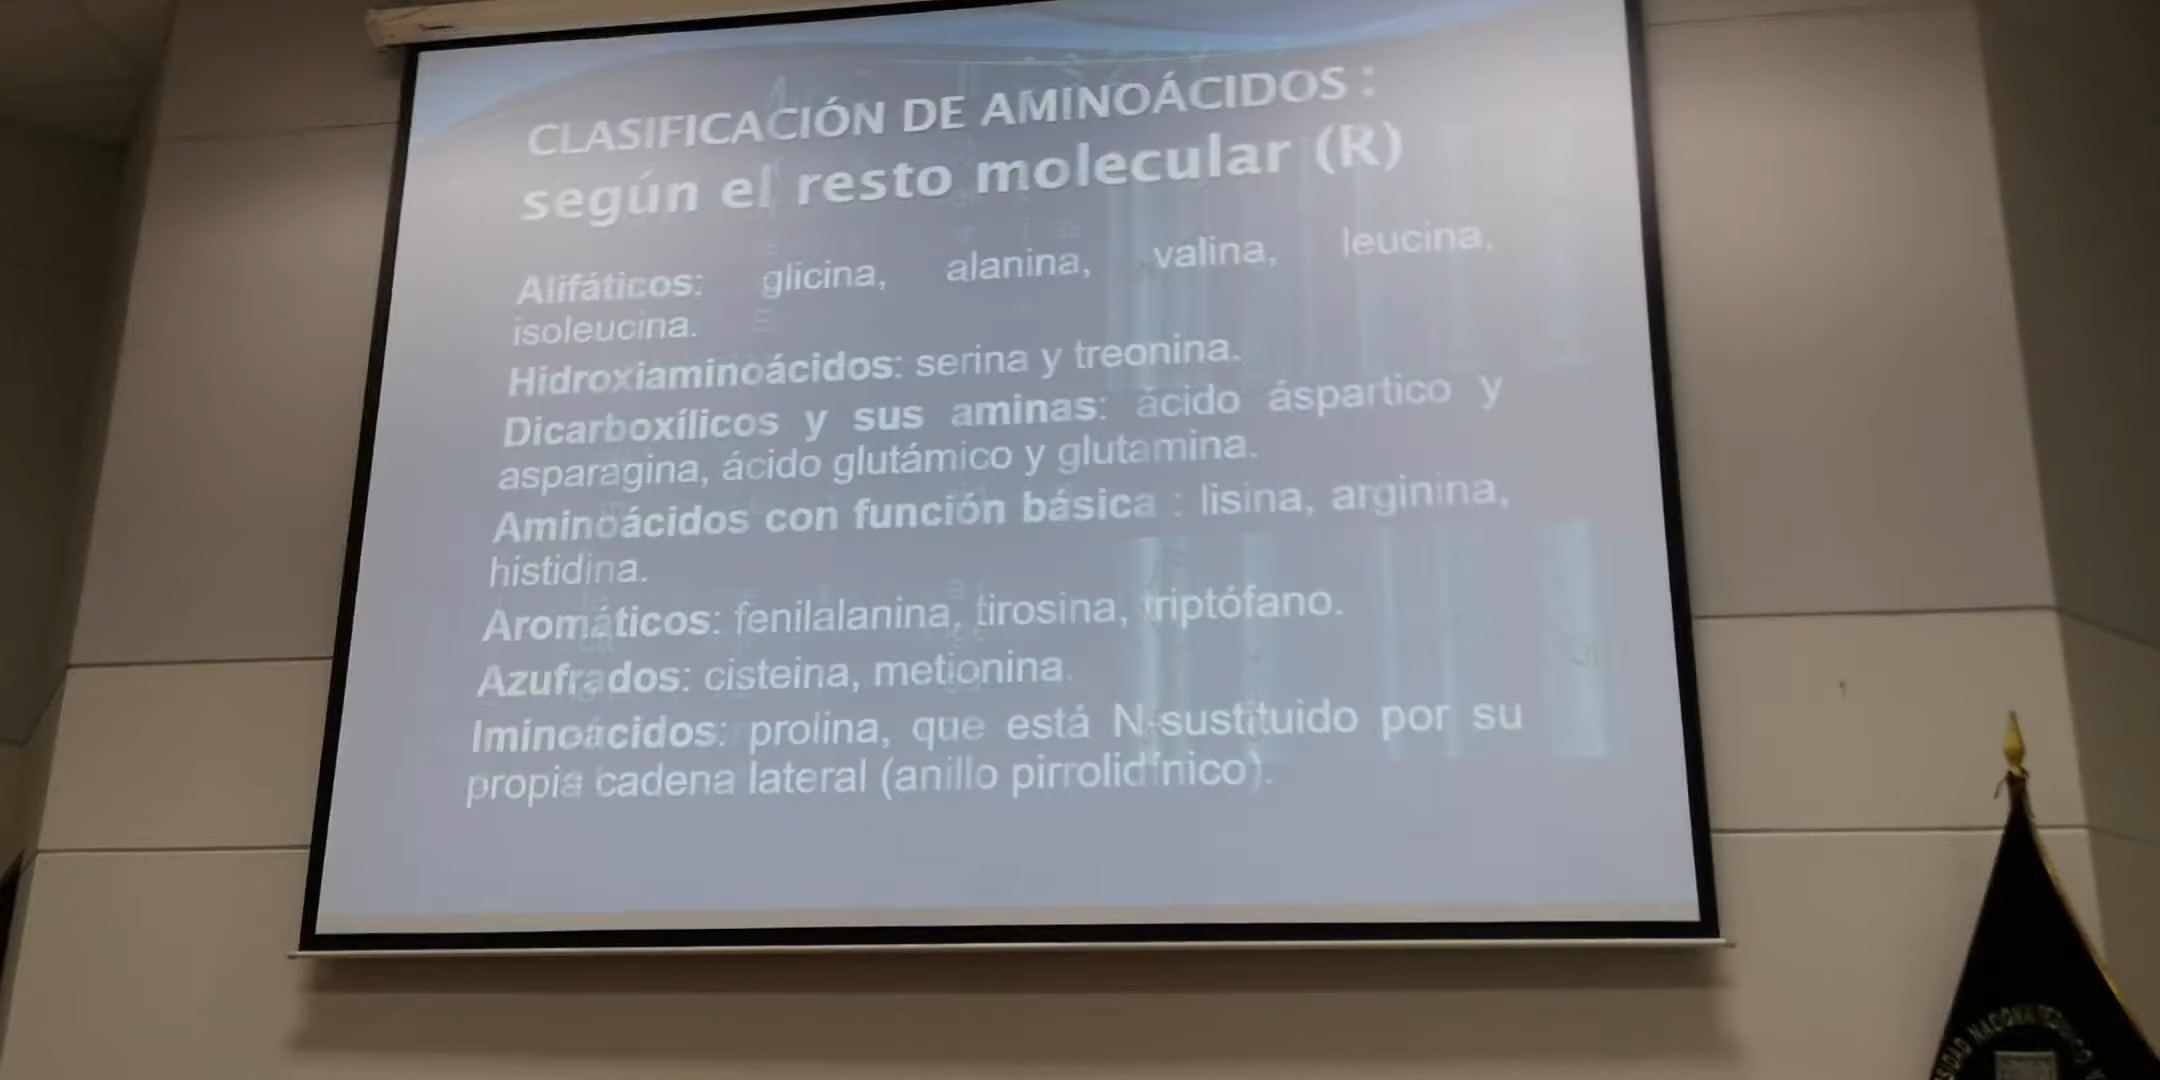 CLASIFICACIÓN DE AMINOÁCIDOS :
según el resto molecular (R)
Alifáticos: glicina, alanina, valina, leucina,
isoleucina.
Hidroxiaminoácidos: serina y treonina.
Dicarboxílicos y sus aminas: ácido áspartico y
asparagina, ácido glutámico y glutamina.
Aminoácidos con función básica : lisina, arginina,
histidina.
Aromáticos: fenilalanina, tirosina, triptófano.
Azufrados: cisteina, metionina.
Iminoácidos: prolina, que está N-sustituido por su
propia cadena lateral (anillo pirrolidínico).
NACIONAL